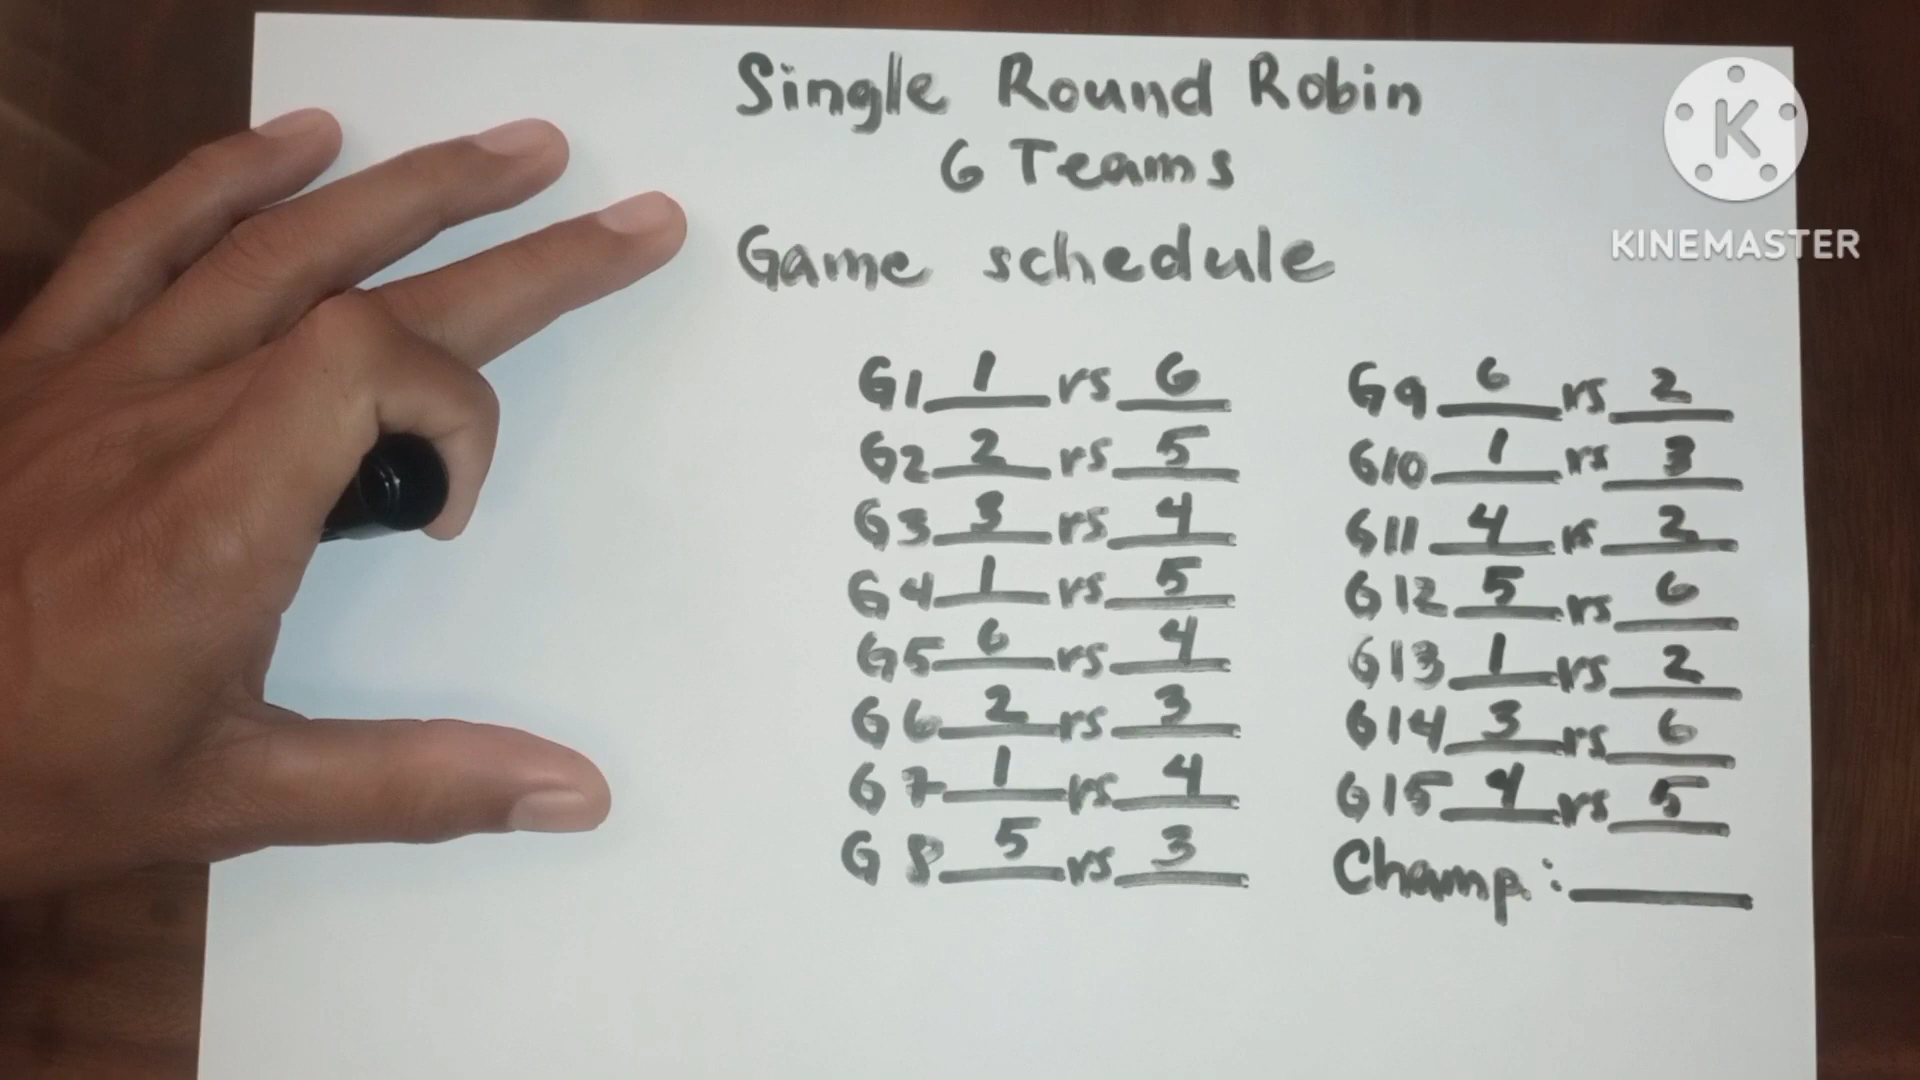 Single Round Robin
6 Teams
Game schedule
G1 1 vs 6
G2 2 vs 5
G3 3 vs 4
G4 1 vs 5
G5 6 vs 4
G6 2 vs 3
G7 1 vs 4
G8 5 vs 3
G9 6 vs 2
G10 1 vs 3
G11 4 vs 2
G12 5 vs 6
G13 1 vs 2
G14 3 vs 6
G15 4 vs 5
Champ:
K
KINEMASTER